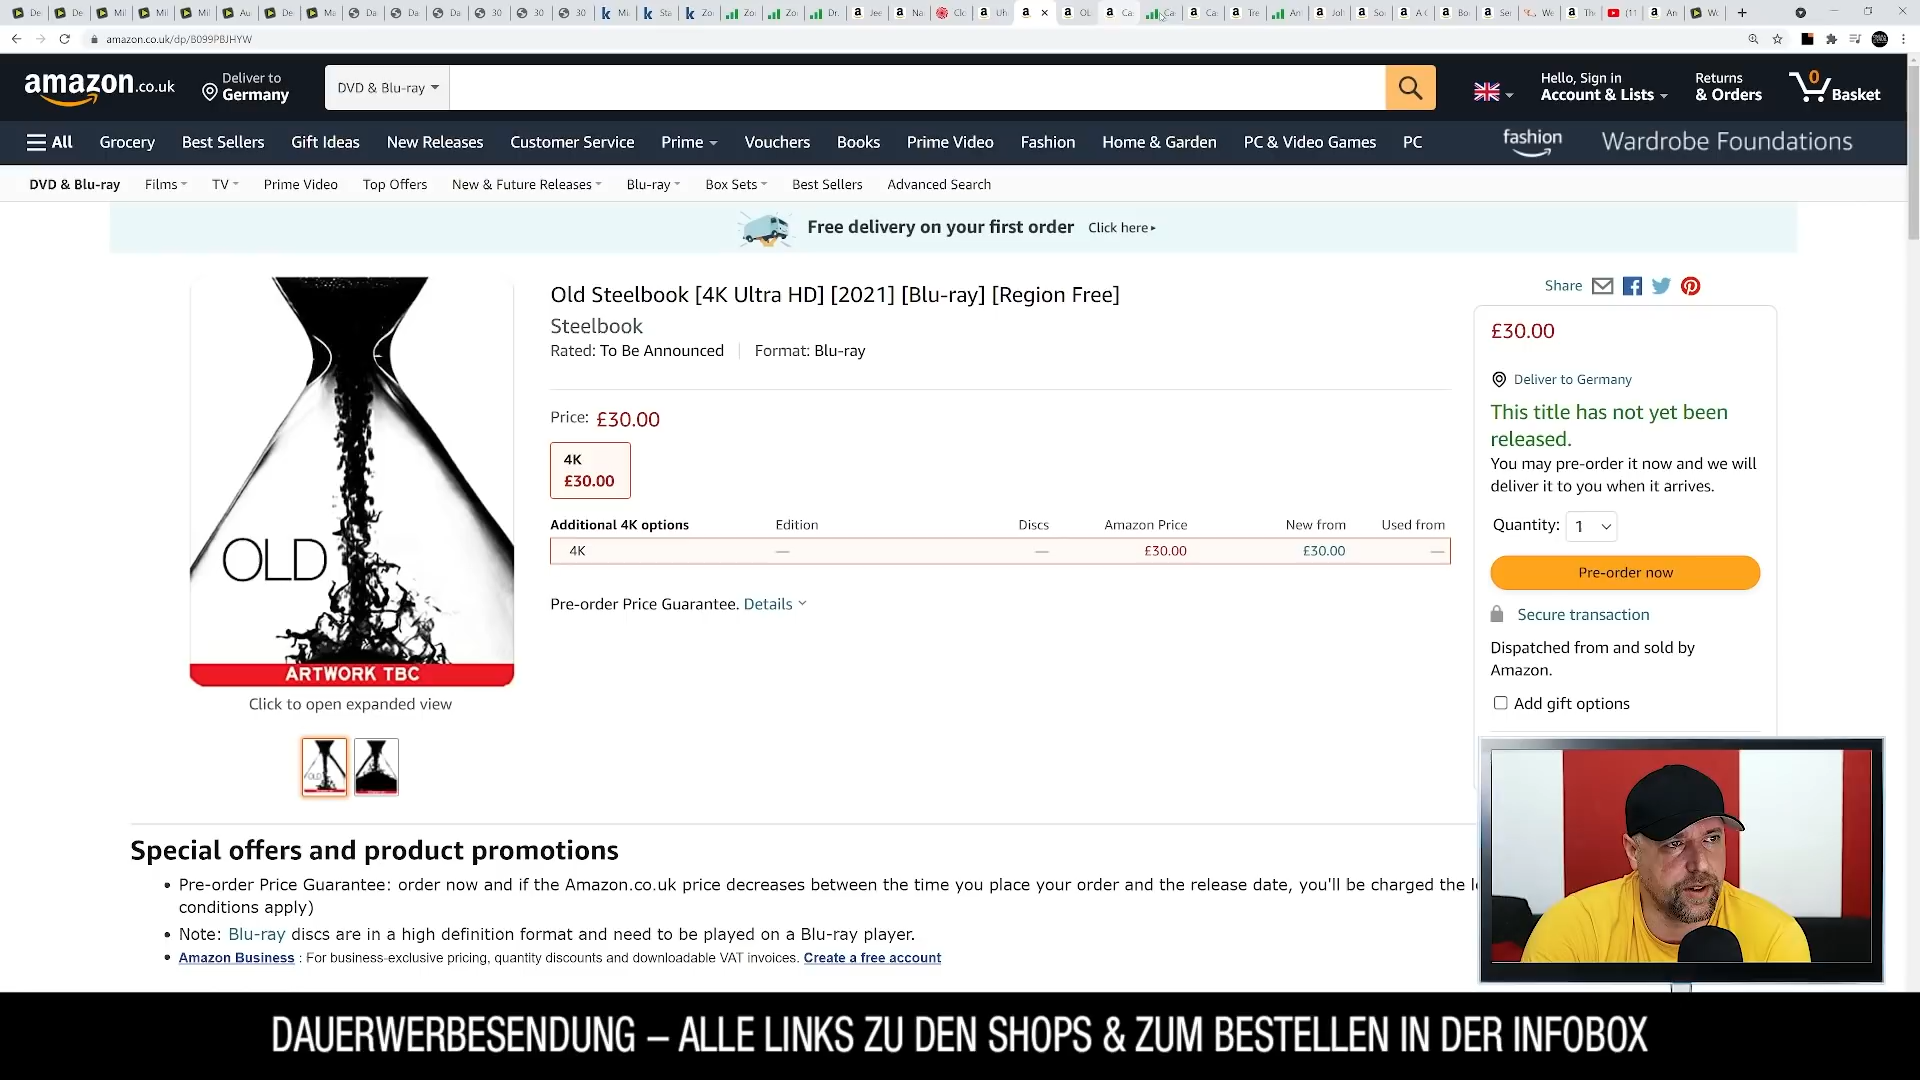 amazon.co.uk/dp/B099PBJHYW
amazon.co.uk
Deliver to
Germany
DVD & Blu-ray
Hello, Sign in
Account & Lists
Returns
& Orders
0
Basket
All
Grocery
Best Sellers
Gift Ideas
New Releases
Customer Service
Prime
Vouchers
Books
Prime Video
Fashion
Home & Garden
PC & Video Games
PC
fashion
Wardrobe Foundations
DVD & Blu-ray
Films
TV
Prime Video
Top Offers
New & Future Releases
Blu-ray
Box Sets
Best Sellers
Advanced Search
Free delivery on your first order Click here
OLD
ARTWORK TBC
Click to open expanded view
Old Steelbook [4K Ultra HD] [2021] [Blu-ray] [Region Free]
Steelbook
Rated: To Be Announced | Format: Blu-ray
Price: £30.00
4K
£30.00
Additional 4K options Edition Discs Amazon Price New from Used from
4K — — £30.00 £30.00 —
Pre-order Price Guarantee. Details
Share
£30.00
Deliver to Germany
This title has not yet been
released.
You may pre-order it now and we will
deliver it to you when it arrives.
Quantity: 1
Pre-order now
Secure transaction
Dispatched from and sold by
Amazon.
Add gift options
Special offers and product promotions
Pre-order Price Guarantee: order now and if the Amazon.co.uk price decreases between the time you place your order and the release date, you'll be charged the
conditions apply)
Note: Blu-ray discs are in a high definition format and need to be played on a Blu-ray player.
Amazon Business : For business-exclusive pricing, quantity discounts and downloadable VAT invoices. Create a free account
DAUERWERBESENDUNG – ALLE LINKS ZU DEN SHOPS & ZUM BESTELLEN IN DER INFOBOX